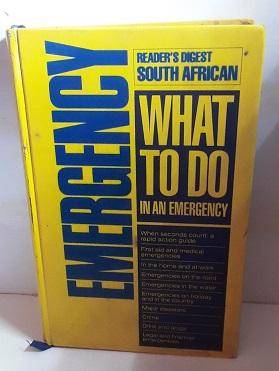 EMERGENCY
READER'S DIGEST
SOUTH AFRICAN
WHAT
TO DO
IN AN EMERGENCY
When seconds count: a
rapid action guide
First aid and medical
emergencies
In the home and at work
Emergencies on the road
Emergencies in the water
Emergencies on holiday
and in the country
Major disasters
Crime
Drink and drugs
Legal and financial
emergencies